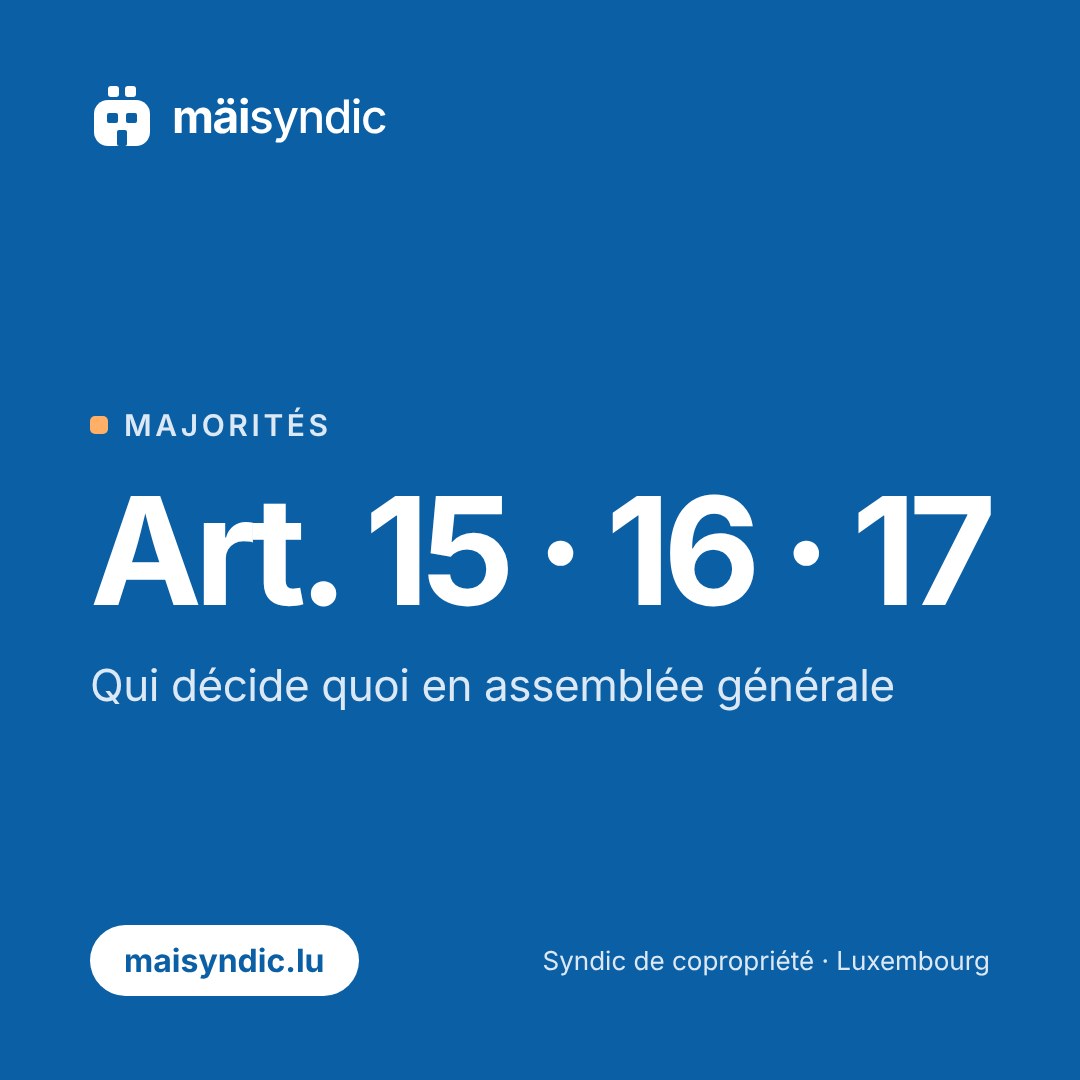 mäisyndic
MAJORITÉS
Art. 15 · 16 · 17
Qui décide quoi en assemblée générale
maisyndic.lu
Syndic de copropriété · Luxembourg